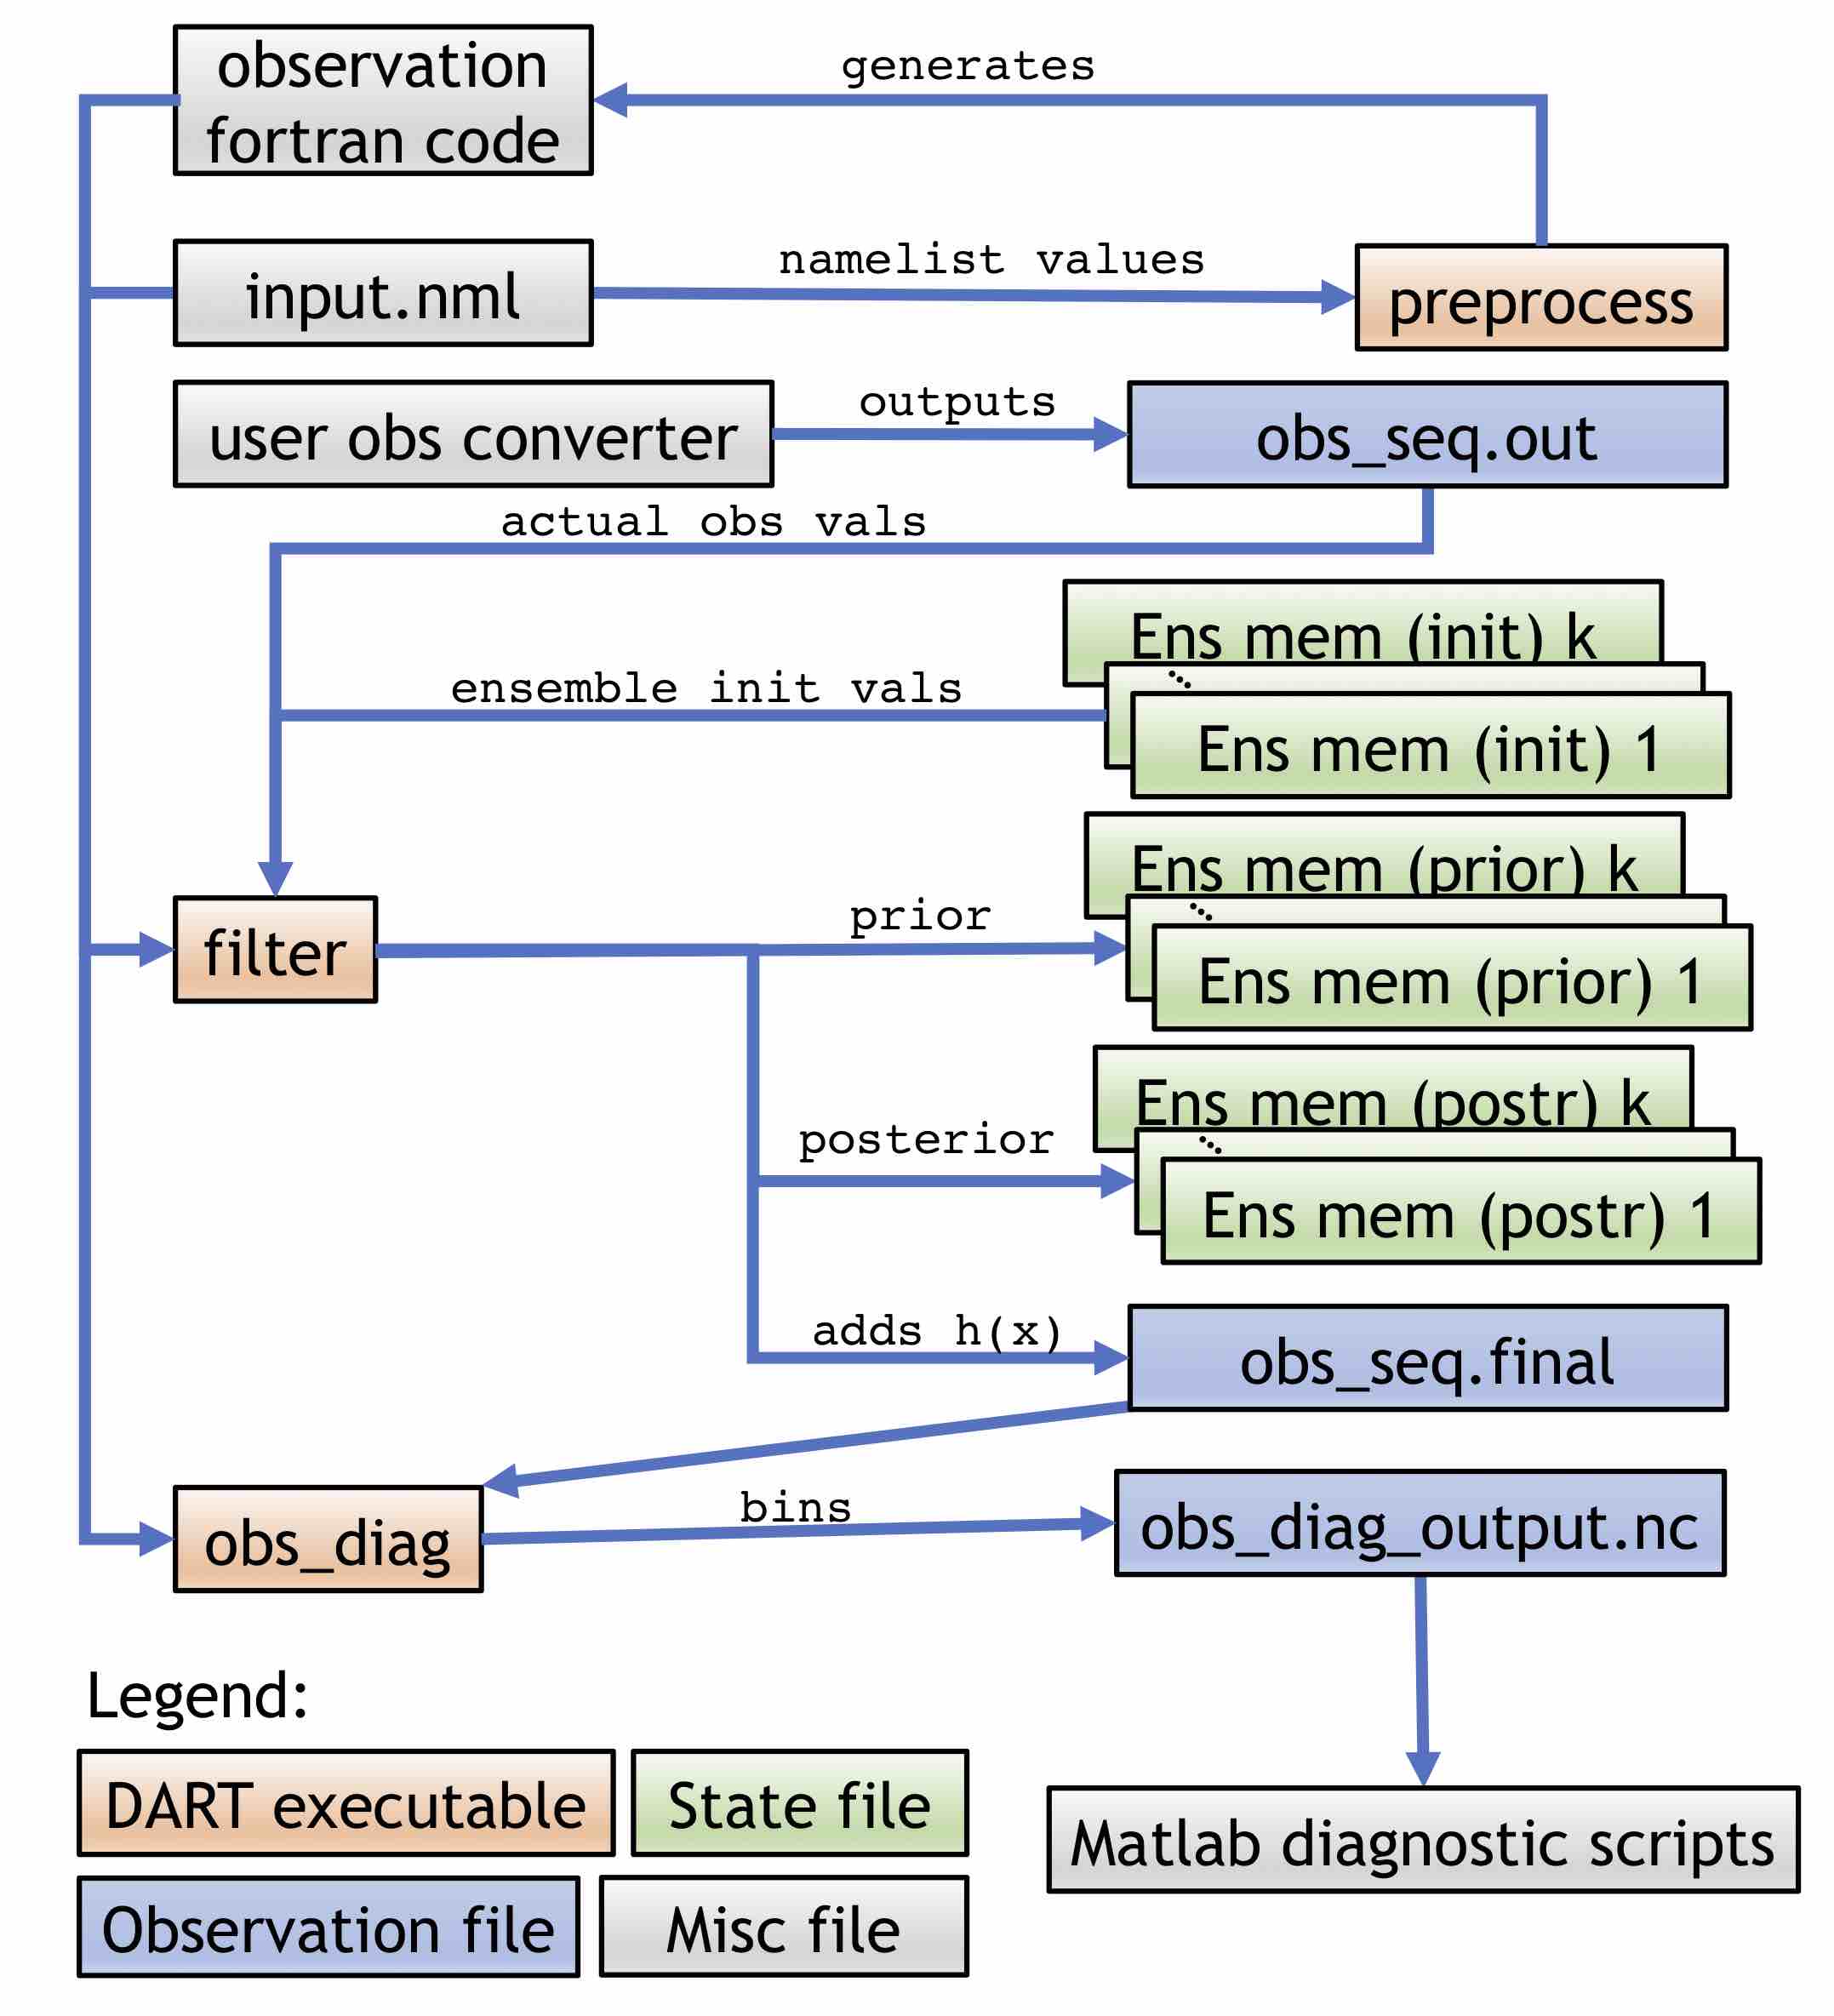 observation
fortran code
generates
input.nml
namelist values
preprocess
user obs converter
outputs
obs_seq.out
actual obs vals
Ens mem (init) k
ensemble init vals
Ens mem (init) 1
Ens mem (prior) k
filter
prior
Ens mem (prior) 1
Ens mem (postr) k
posterior
Ens mem (postr) 1
adds h(x)
obs_seq.final
obs_diag
bins
obs_diag_output.nc
Legend:
DART executable
State file
Observation file
Misc file
Matlab diagnostic scripts